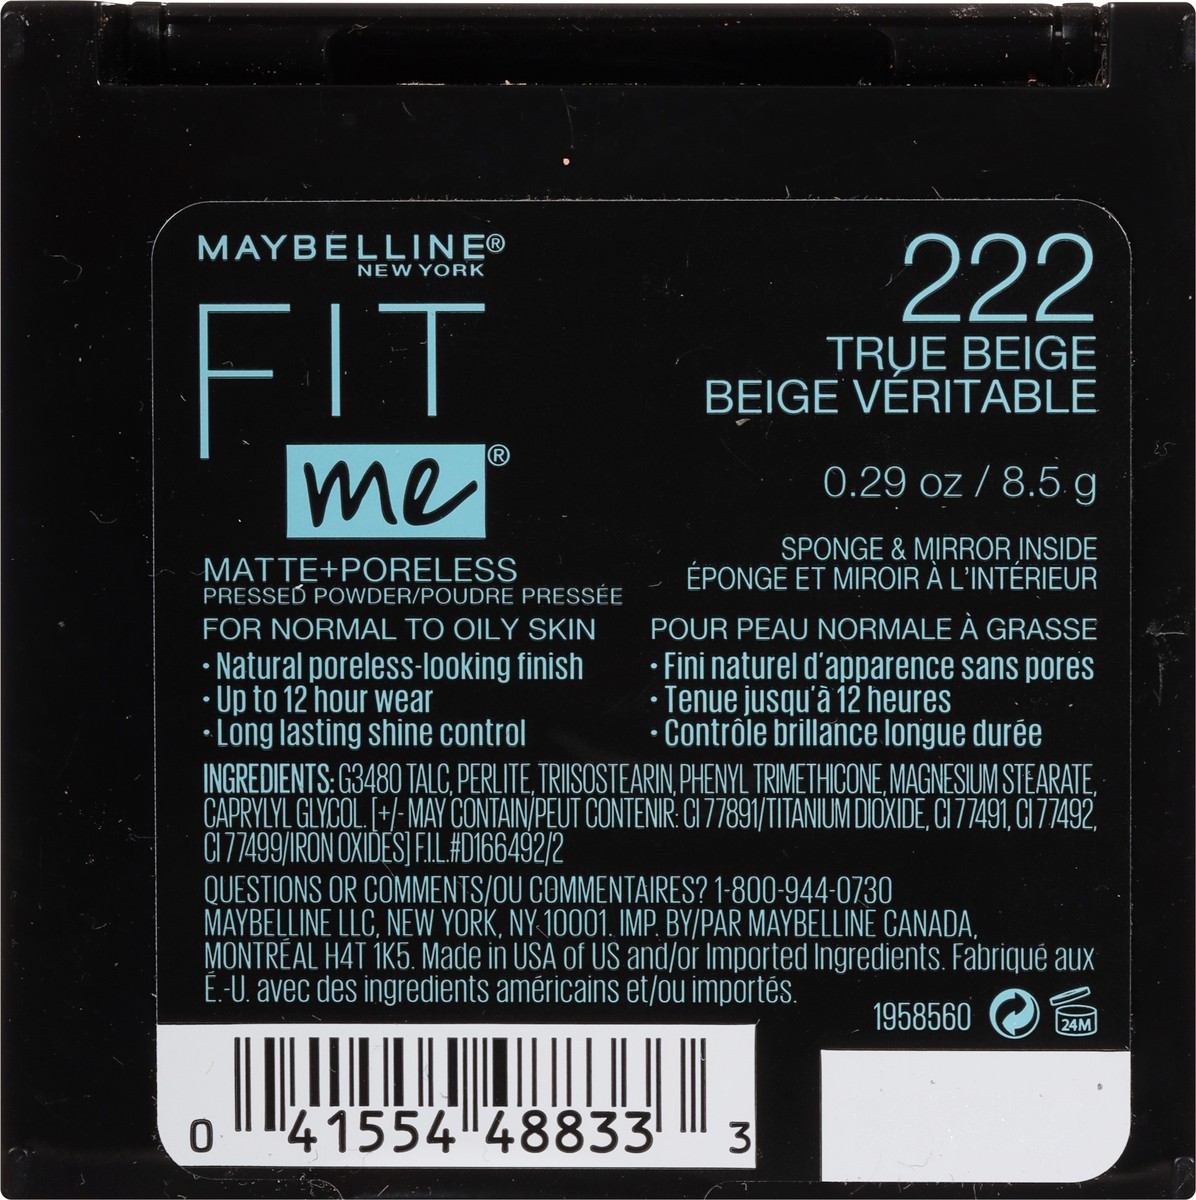 MAYBELLINE®
NEW YORK
FIT
me®
MATTE+PORELESS
PRESSED POWDER/POUDRE PRESSÉE
222
TRUE BEIGE
BEIGE VÉRITABLE
0.29 oz / 8.5 g
SPONGE & MIRROR INSIDE
ÉPONGE ET MIROIR À L'INTÉRIEUR
FOR NORMAL TO OILY SKIN
• Natural poreless-looking finish
• Up to 12 hour wear
• Long lasting shine control
POUR PEAU NORMALE À GRASSE
• Fini naturel d'apparence sans pores
• Tenue jusqu'à 12 heures
• Contrôle brillance longue durée
INGREDIENTS: G3480 TALC, PERLITE, TRIISOSTEARIN, PHENYL TRIMETHICONE, MAGNESIUM STEARATE,
CAPRYLYL GLYCOL. [+/- MAY CONTAIN/PEUT CONTENIR: CI 77891/TITANIUM DIOXIDE, CI 77491, CI 77492,
CI 77499/IRON OXIDES] F.I.L.#D166492/2
QUESTIONS OR COMMENTS/OU COMMENTAIRES? 1-800-944-0730
MAYBELLINE LLC, NEW YORK, NY 10001. IMP. BY/PAR MAYBELLINE CANADA,
MONTRÉAL H4T 1K5. Made in USA of US and/or Imported Ingredients. Fabriqué aux
É.-U. avec des ingredients américains et/ou importés.
1958560
24M
0 41554 48833 3